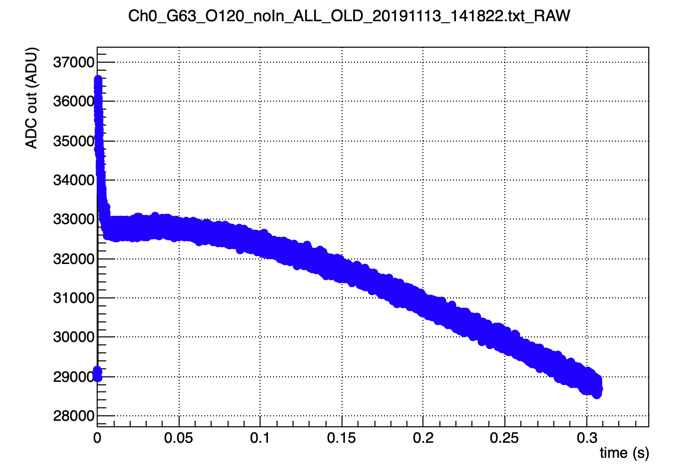 Ch0_G63_O120_noIn_ALL_OLD_20191113_141822.txt_RAW
ADC out (ADU)
37000
36000
35000
34000
33000
32000
31000
30000
29000
28000
0 0.05 0.1 0.15 0.2 0.25 0.3
time (s)